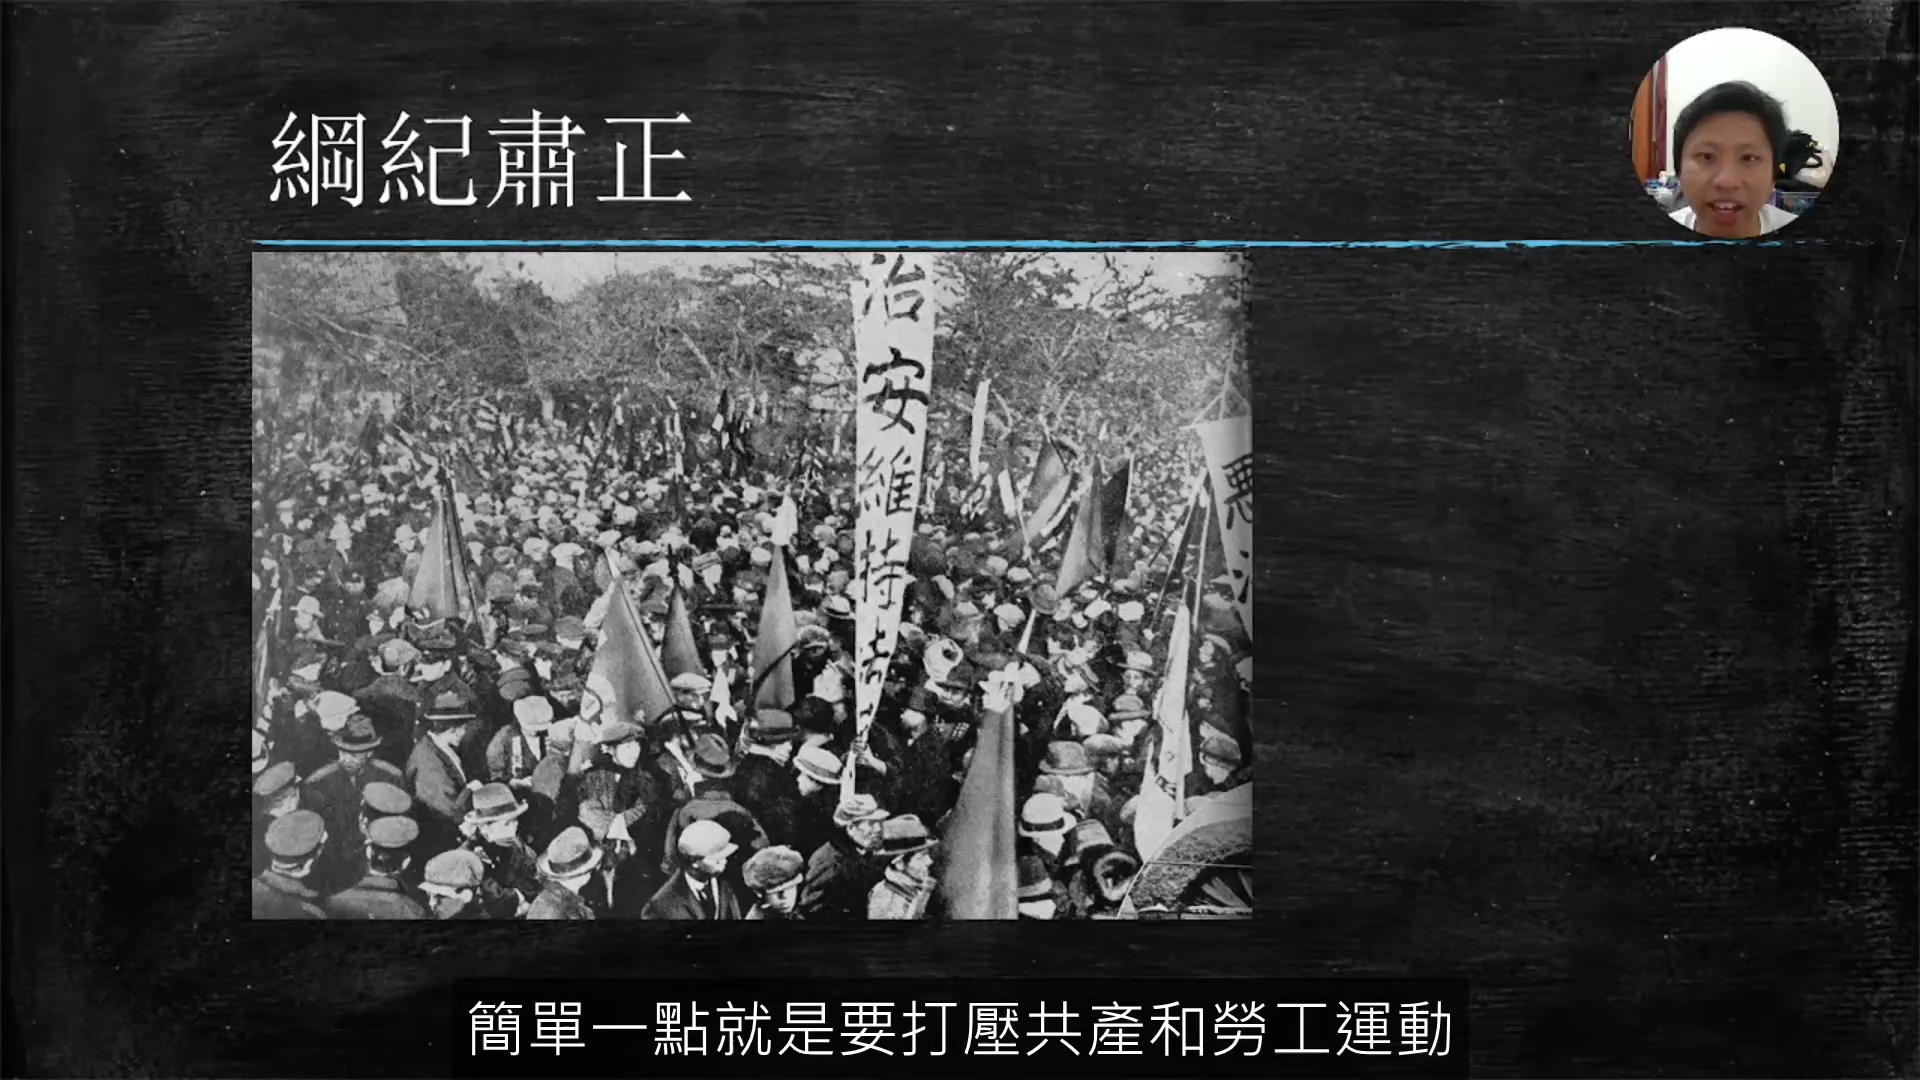 綱紀肅正
治安維持
悪
簡單一點就是要打壓共產和勞工運動